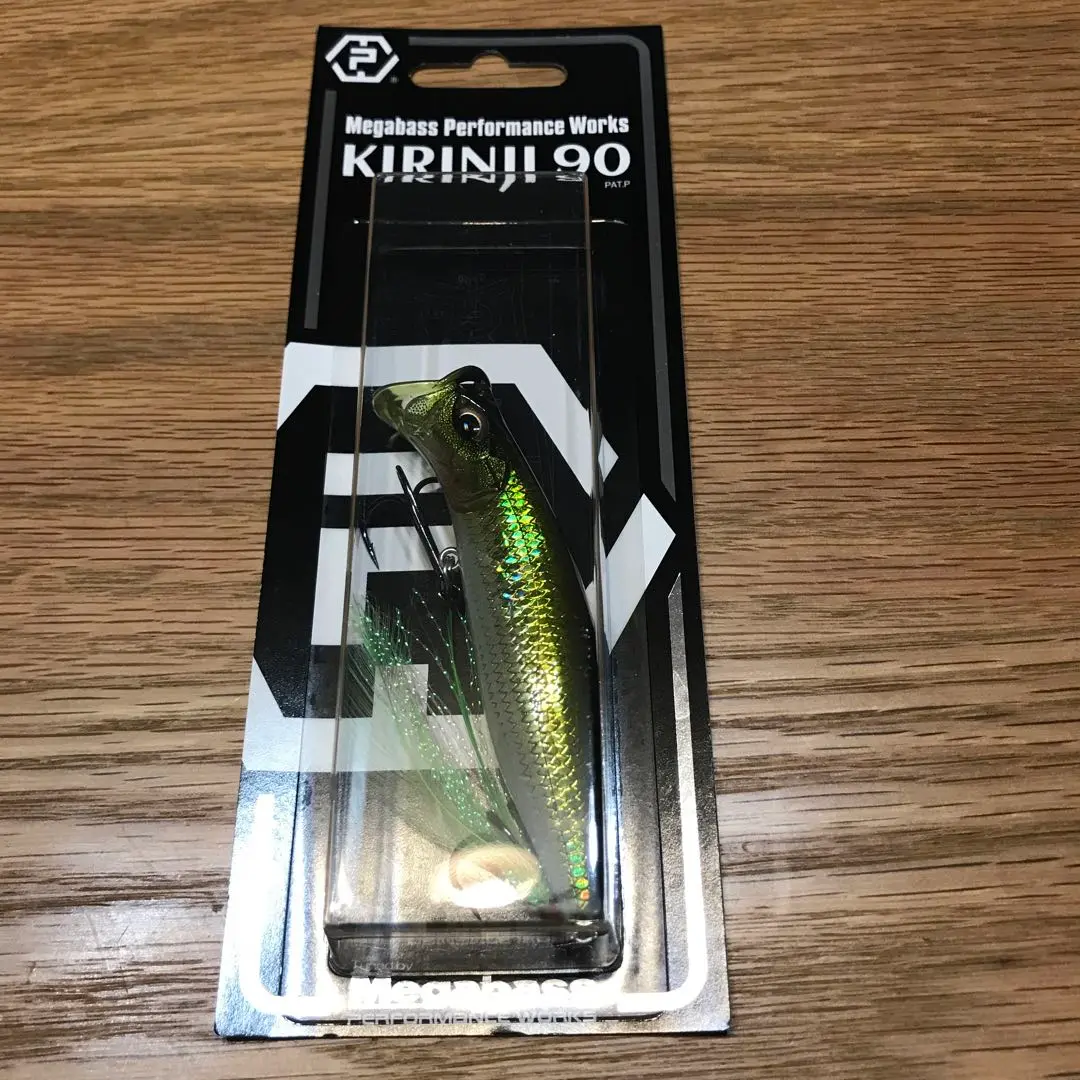 P
®
Megabass Performance Works
KIRINJI 90
PAT.P
Megabass
PERFORMANCE WORKS